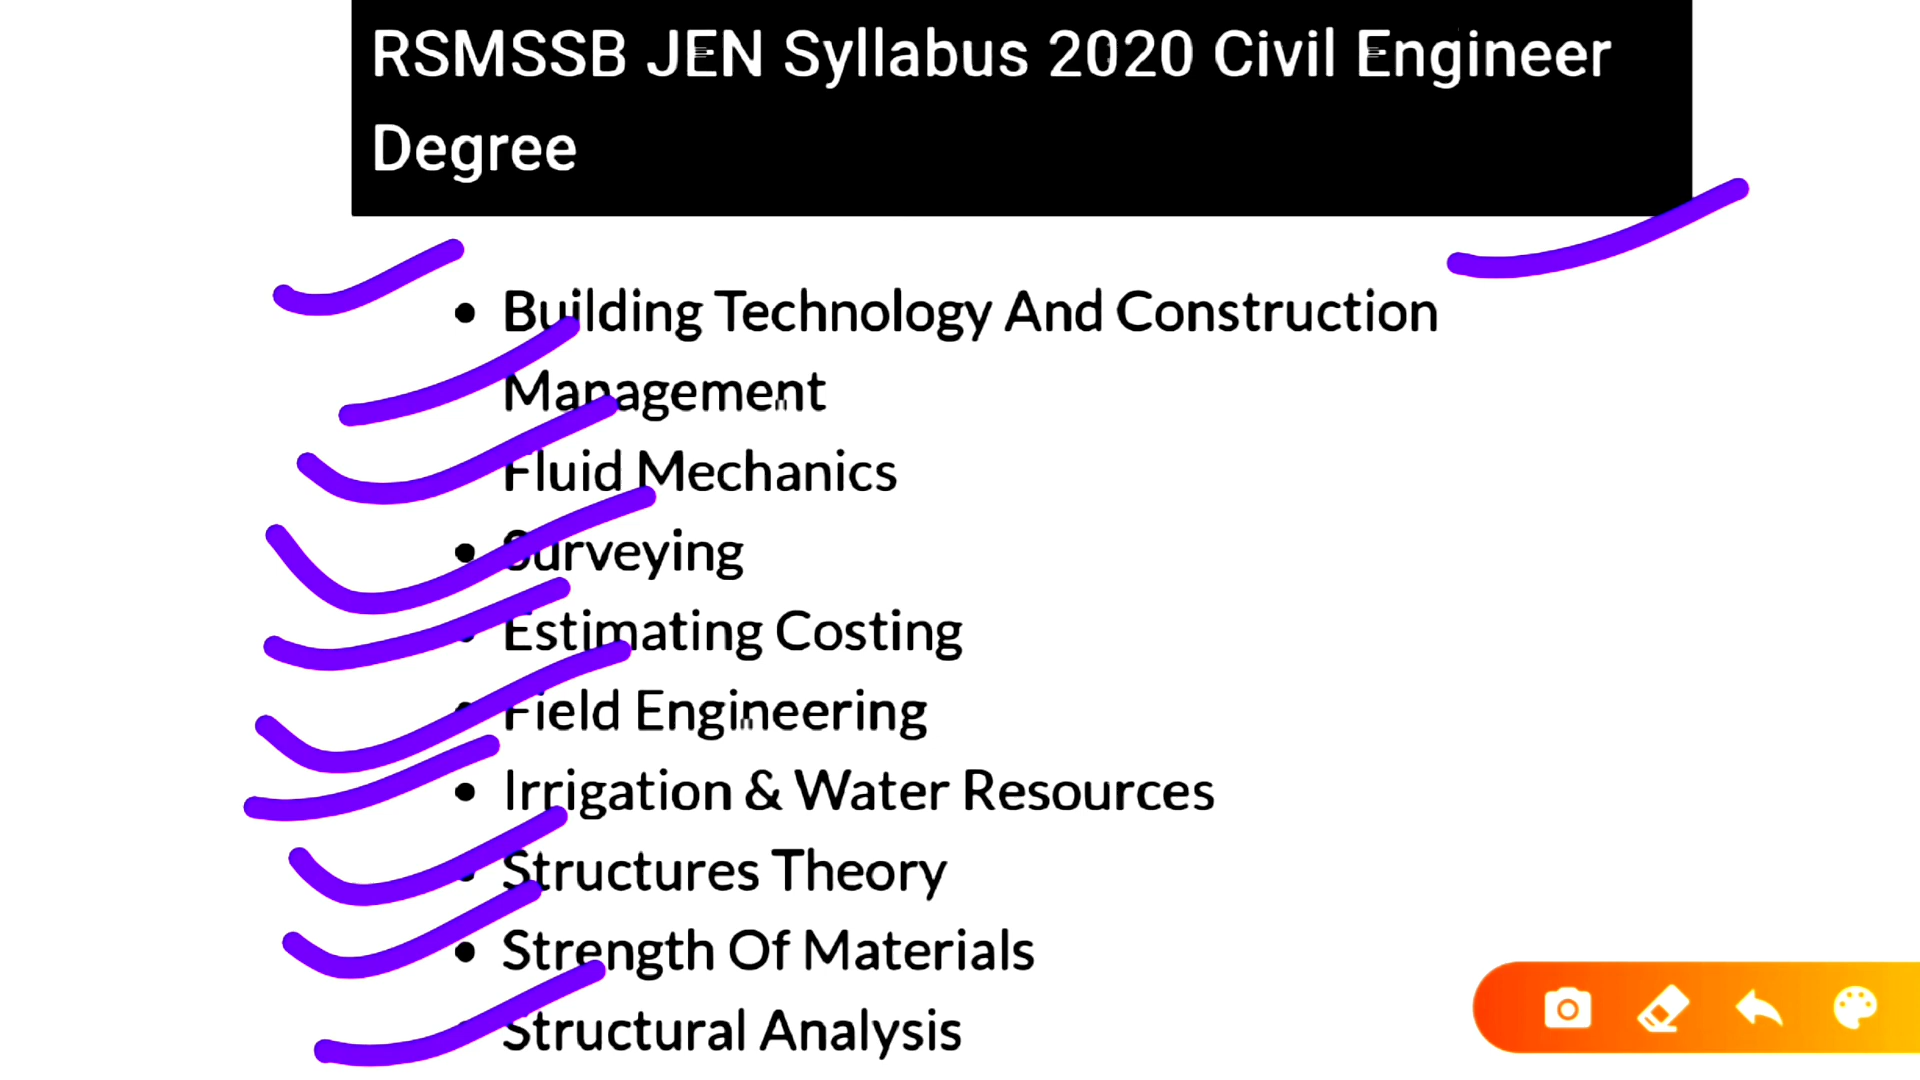 RSMSSB JEN Syllabus 2020 Civil Engineer
Degree
• Building Technology And Construction
Management
Fluid Mechanics
• Surveying
• Estimating Costing
• Field Engineering
• Irrigation & Water Resources
• Structures Theory
• Strength Of Materials
Structural Analysis